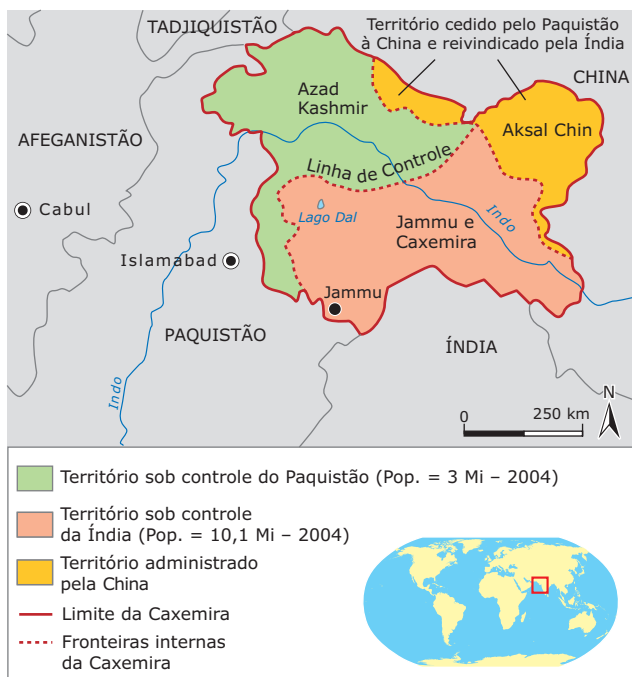 TADJIQUISTÃO
Território cedido pelo Paquistão
à China e reivindicado pela Índia
CHINA
Azad
Kashmir
Aksal Chin
AFEGANISTÃO
Linha de Controle
Cabul
Lago Dal
Indo
Jammu e
Caxemira
Islamabad
Jammu
PAQUISTÃO
ÍNDIA
Indo
N
0 250 km
Território sob controle do Paquistão (Pop. = 3 Mi – 2004)
Território sob controle
da Índia (Pop. = 10,1 Mi – 2004)
Território administrado
pela China
Limite da Caxemira
Fronteiras internas
da Caxemira